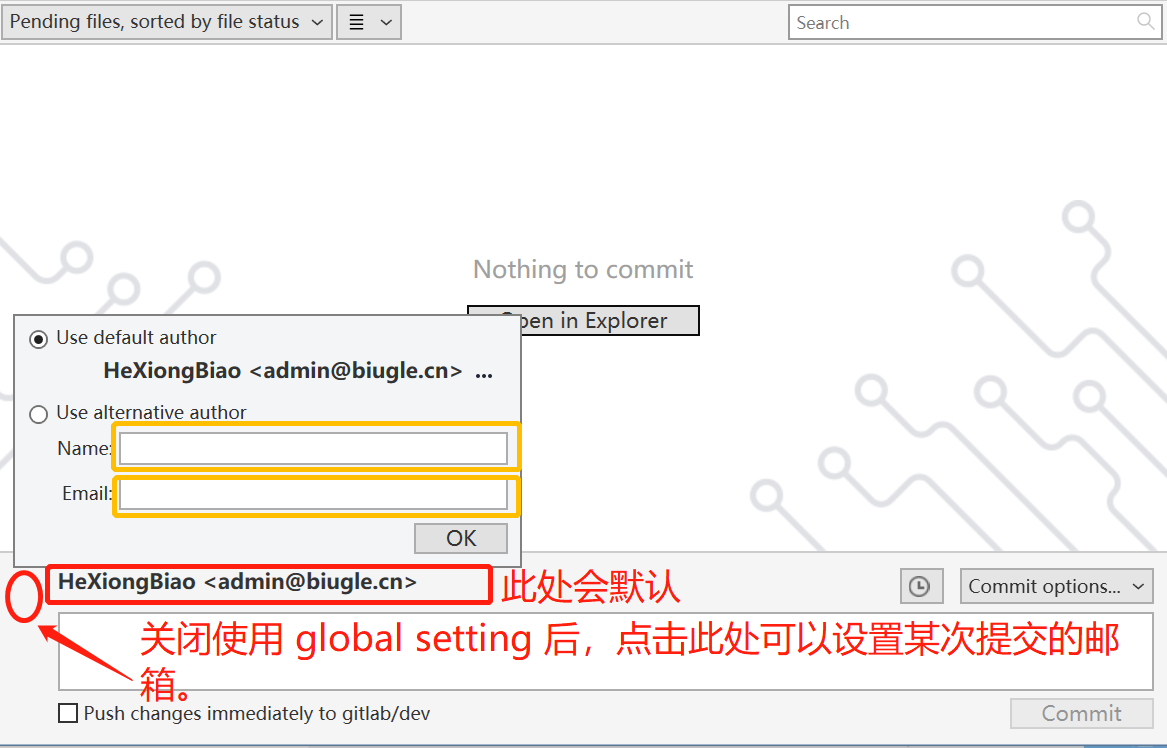 Pending files, sorted by file status
Search
Nothing to commit
Open in Explorer
Use default author
HeXiongBiao <admin@biugle.cn> ...
Use alternative author
Name:
Email:
OK
HeXiongBiao <admin@biugle.cn>
此处会默认
Commit options...
关闭使用 global setting 后，点击此处可以设置某次提交的邮
箱。
Push changes immediately to gitlab/dev
Commit